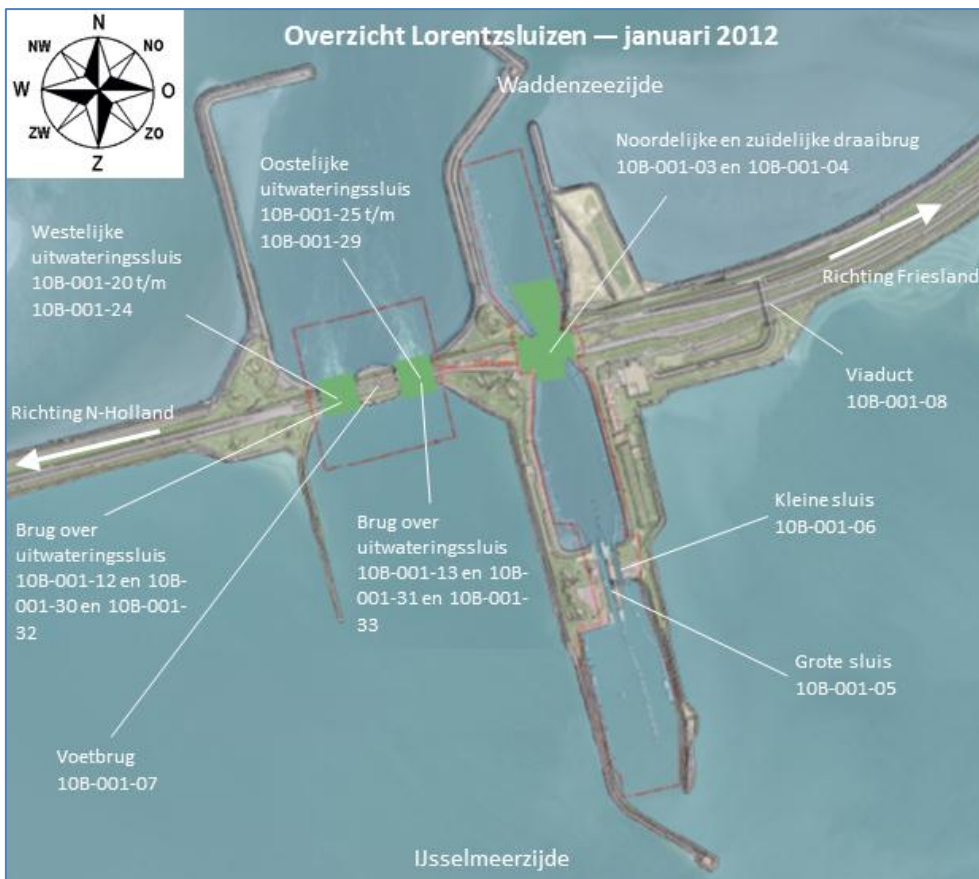 Overzicht Lorentzsluizen — januari 2012
N
NW
NO
W
O
ZW
ZO
Z
Waddenzeezijde
Noordelijke en zuidelijke draaibrug
10B-001-03 en 10B-001-04
Oostelijke
uitwateringssluis
10B-001-25 t/m
10B-001-29
Westelijke
uitwateringssluis
10B-001-20 t/m
10B-001-24
Richting Friesland
Viaduct
10B-001-08
Richting N-Holland
Brug over
uitwateringssluis
10B-001-12 en 10B-
001-30 en 10B-001-
32
Brug over
uitwateringssluis
10B-001-13 en 10B-
001-31 en 10B-001-
33
Kleine sluis
10B-001-06
Grote sluis
10B-001-05
Voetbrug
10B-001-07
IJsselmeerzijde